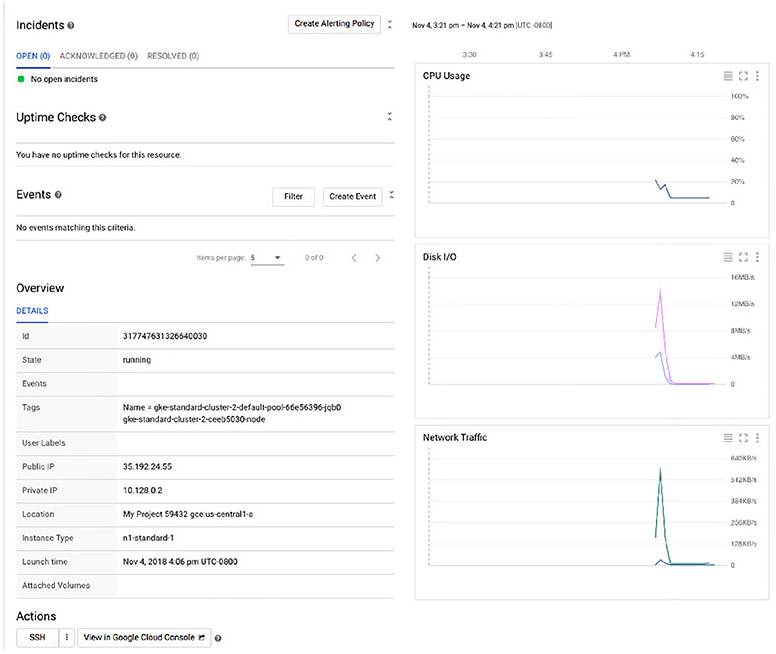 Incidents
Create Alerting Policy
OPEN (0) ACKNOWLEDGED (0) RESOLVED (0)
No open incidents
Uptime Checks
You have no uptime checks for this resource.
Events
Filter
Create Event
No events matching this criteria.
Items per page: 5 0 of 0
Overview
DETAILS
Id 317747631326640030
State running
Events
Tags Name = gke-standard-cluster-2-default-pool-66e56396-jqb0
gke-standard-cluster-2-ceeb5030-node
User Labels
Public IP 35.192.24.55
Private IP 10.128.0.2
Location My Project 59432 gce:us-central1-a
Instance Type n1-standard-1
Launch time Nov 4, 2018 4:06 pm UTC-0800
Attached Volumes
Actions
SSH View in Google Cloud Console
Nov 4, 3:21 pm – Nov 4, 4:21 pm [UTC -0800]
3:30 3:45 4 PM 4:15
CPU Usage
100%
80%
60%
40%
20%
0
Disk I/O
16MB/s
12MB/s
8MB/s
4MB/s
0
Network Traffic
640KB/s
512KB/s
384KB/s
256KB/s
128KB/s
0